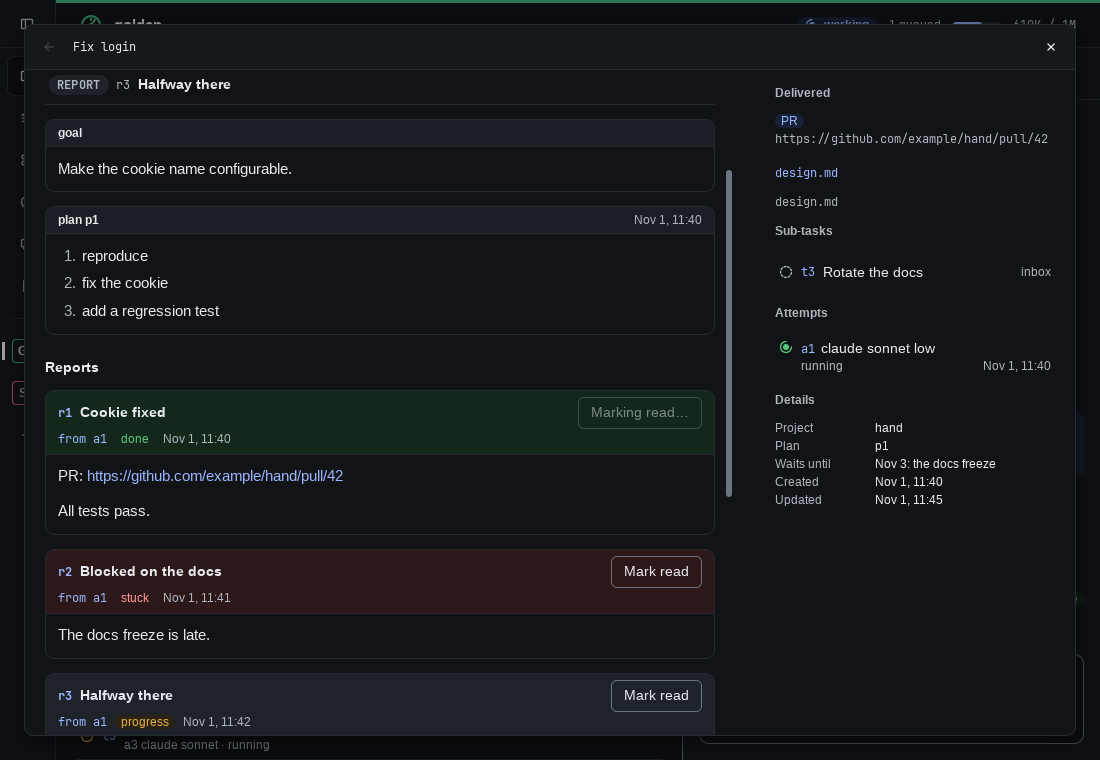 Fix login
REPORT r3 Halfway there
goal
Make the cookie name configurable.
plan p1 Nov 1, 11:40
1. reproduce
2. fix the cookie
3. add a regression test
Reports
r1 Cookie fixed Marking read…
from a1 done Nov 1, 11:40
PR: https://github.com/example/hand/pull/42
All tests pass.
r2 Blocked on the docs Mark read
from a1 stuck Nov 1, 11:41
The docs freeze is late.
r3 Halfway there Mark read
from a1 progress Nov 1, 11:42
a3 claude sonnet · running
Delivered
PR
https://github.com/example/hand/pull/42
design.md
design.md
Sub-tasks
t3 Rotate the docs inbox
Attempts
a1 claude sonnet low
running Nov 1, 11:40
Details
Project hand
Plan p1
Waits until Nov 3: the docs freeze
Created Nov 1, 11:40
Updated Nov 1, 11:45